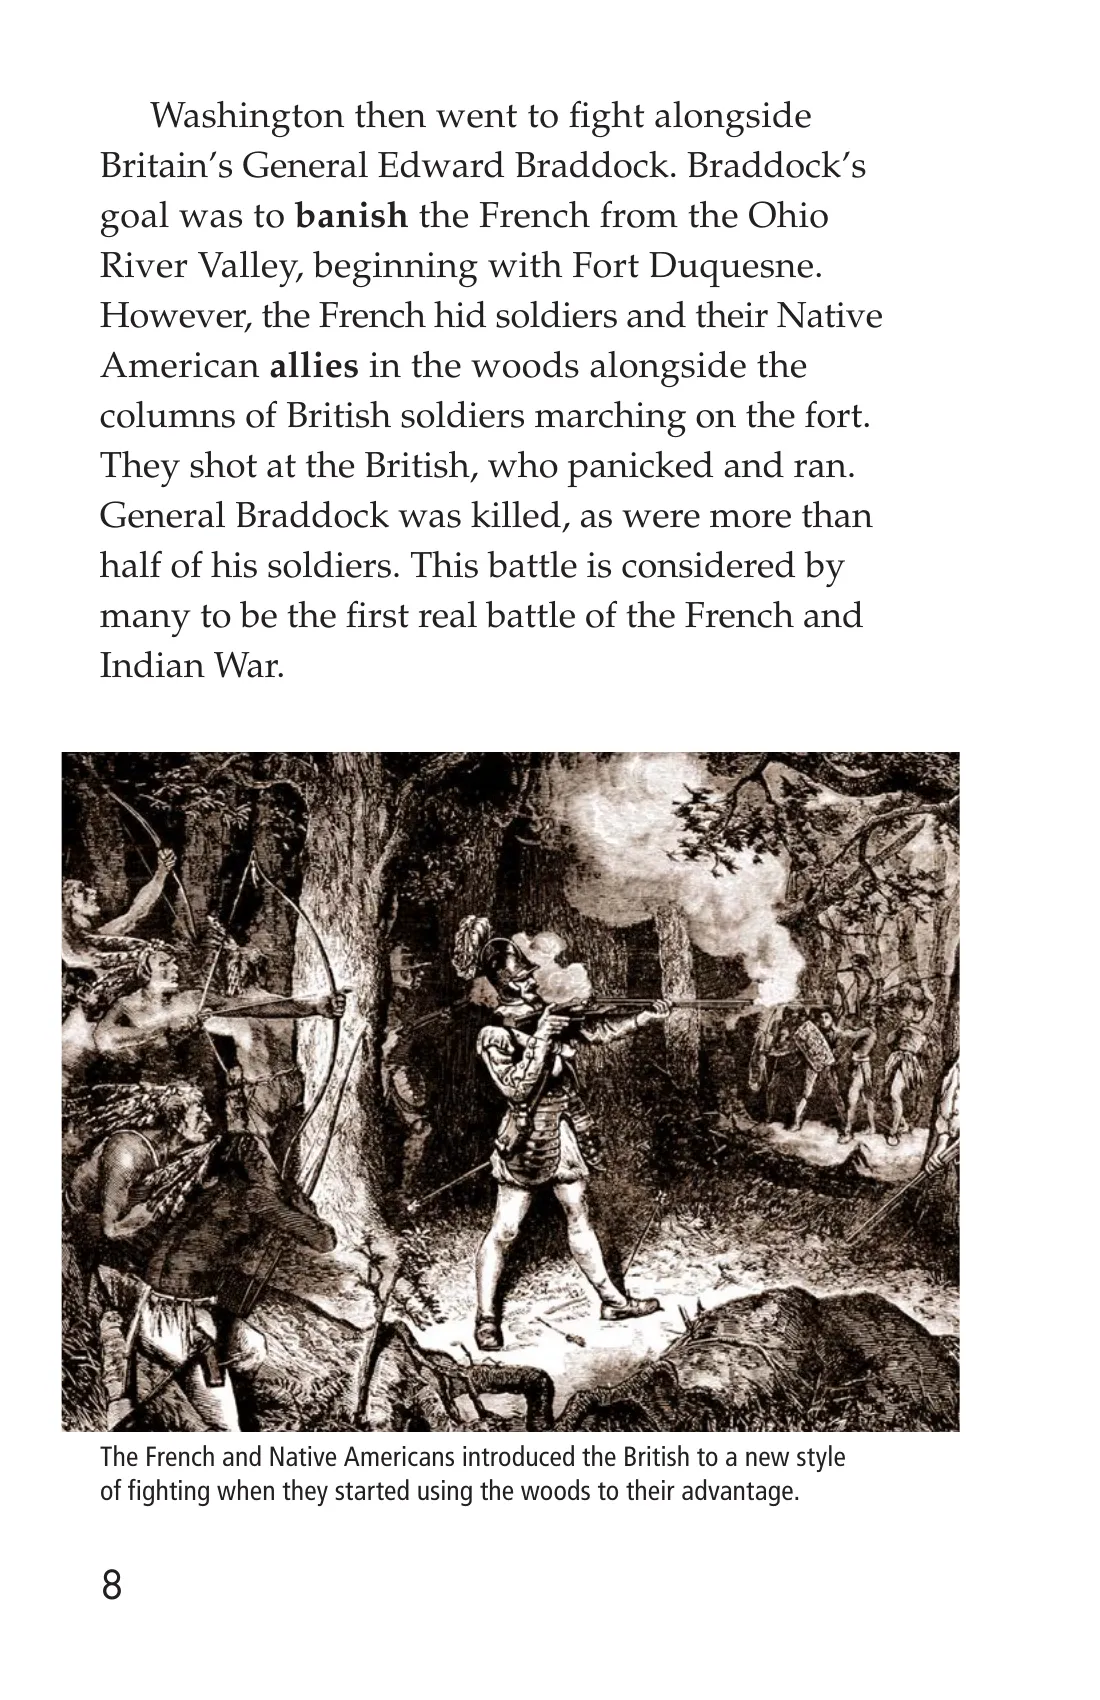 Washington then went to fight alongside
Britain’s General Edward Braddock. Braddock’s
goal was to banish the French from the Ohio
River Valley, beginning with Fort Duquesne.
However, the French hid soldiers and their Native
American allies in the woods alongside the
columns of British soldiers marching on the fort.
They shot at the British, who panicked and ran.
General Braddock was killed, as were more than
half of his soldiers. This battle is considered by
many to be the first real battle of the French and
Indian War.
The French and Native Americans introduced the British to a new style
of fighting when they started using the woods to their advantage.
8